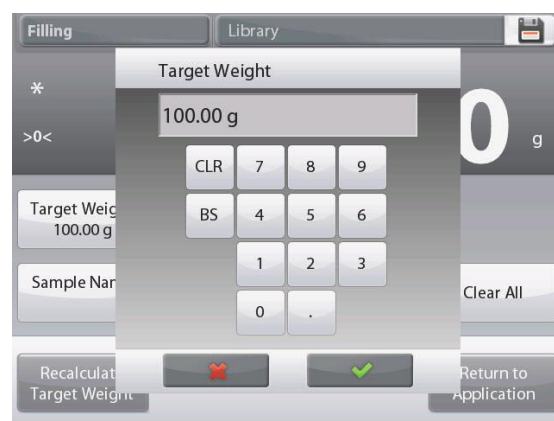 Filling
Library
Target Weight
*
100.00 g
>0<
0 g
CLR 7 8 9
Target Weig
100.00 g
BS 4 5 6
1 2 3
Sample Nar
Clear All
0 .
Recalculat
Target Weight
Return to
Application